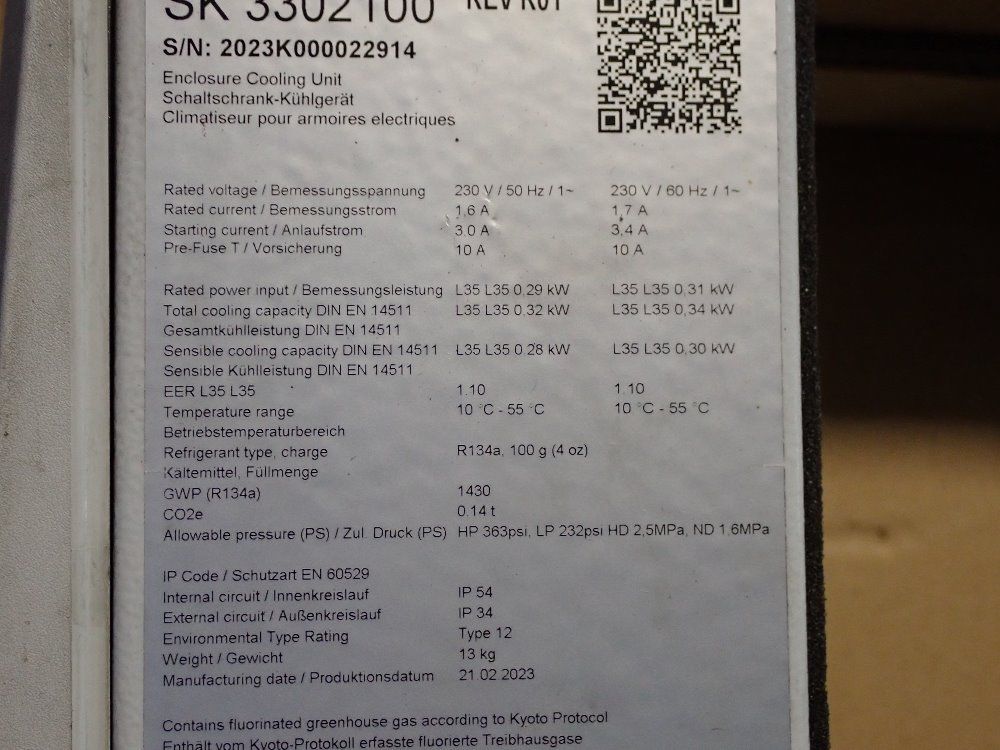 SK 3302100 REV R01
S/N: 2023K000022914
Enclosure Cooling Unit
Schaltschrank-Kühlgerät
Climatiseur pour armoires electriques
Rated voltage / Bemessungsspannung 230 V / 50 Hz / 1~ 230 V / 60 Hz / 1~
Rated current / Bemessungsstrom 1,6 A 1,7 A
Starting current / Anlaufstrom 3.0 A 3,4 A
Pre-Fuse T / Vorsicherung 10 A 10 A
Rated power input / Bemessungsleistung L35 L35 0,29 kW L35 L35 0,31 kW
Total cooling capacity DIN EN 14511 L35 L35 0.32 kW L35 L35 0,34 kW
Gesamtkühlleistung DIN EN 14511
Sensible cooling capacity DIN EN 14511 L35 L35 0.28 kW L35 L35 0,30 kW
Sensible Kühlleistung DIN EN 14511
EER L35 L35 1.10 1.10
Temperature range 10 °C - 55 °C 10 °C - 55 °C
Betriebstemperaturbereich
Refrigerant type, charge R134a, 100 g (4 oz)
Kältemittel, Füllmenge
GWP (R134a) 1430
CO2e 0.14 t
Allowable pressure (PS) / Zul. Druck (PS) HP 363psi, LP 232psi HD 2,5MPa, ND 1.6MPa
IP Code / Schutzart EN 60529
Internal circuit / Innenkreislauf IP 54
External circuit / Außenkreislauf IP 34
Environmental Type Rating Type 12
Weight / Gewicht 13 kg
Manufacturing date / Produktionsdatum 21.02.2023
Contains fluorinated greenhouse gas according to Kyoto Protocol
Enthält vom Kyoto-Protokoll erfasste fluorierte Treibhausgase